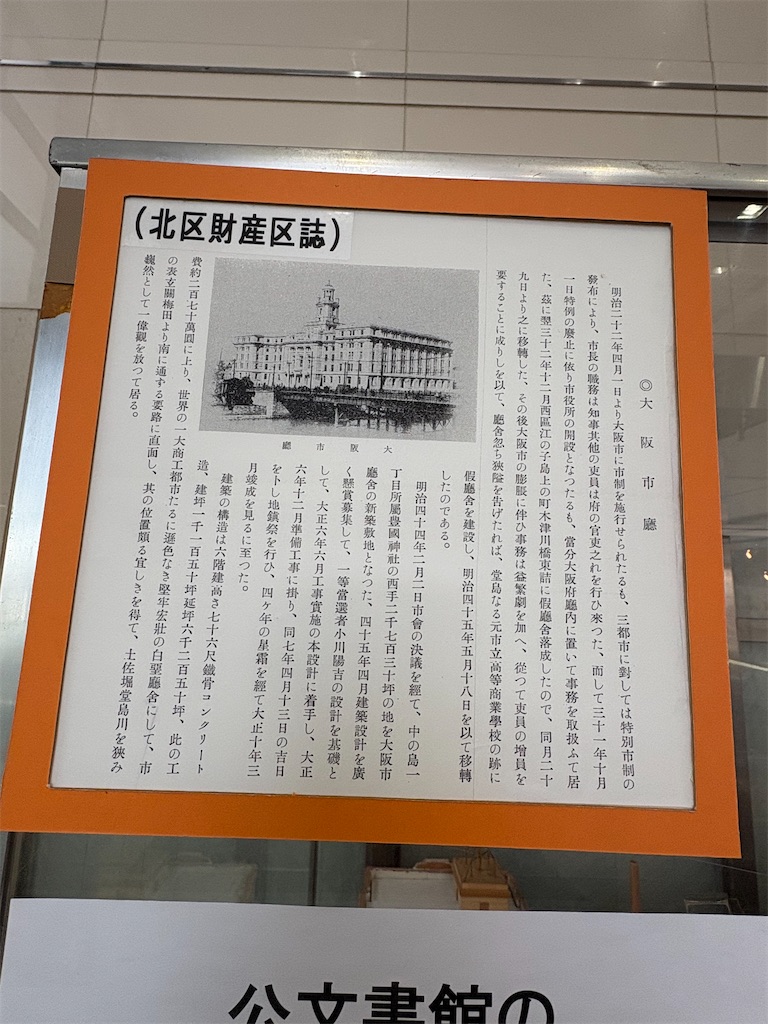 (北区財産区誌)
◎大阪市廳
明治二十二年四月一日より大阪市に市制を施行せられたるも、三都市に對しては特別市制の
發布により、市長の職務は知事其他の吏員は府の官吏之れを行ひ來つた、而して三十一年十月
一日特例の廢止に依り市役所の開設となつたるも、當分大阪府廳內に置いて事務を取扱ふて居
た、茲に翌三十二年十二月西區江の子島上の町木津川橋東詰に假廳舍落成したので、同月二十
九日より之に移轉した、その後大阪市の膨脹に伴ひ事務は益繁劇を加へ、從つて吏員の增員を
要することに成りしを以て、廳舍忽ち狹隘を告げたれば、堂島なる元市立高等商業學校の跡に
假廳舍を建設し、明治四十五年五月十八日を以て移轉
したのである。
明治四十四年二月二日市會の決議を經て、中の島一
丁目所屬豊國神社の西手二千七百三十坪の地を大阪市
廳舍の新築敷地となつた、四十五年四月建築設計を廣
く懸賞募集して、一等當選者小川陽吉の設計を基礎と
して、大正六年六月工事實施の本設計に着手し、大正
六年十二月準備工事に掛り、同七年四月十三日の吉日
を卜し地鎭祭を行ひ、四ヶ年の星霜を經て大正十年三
月竣成を見るに至つた。
建築の構造は六階建高さ七十六尺鐵骨コンクリート
造、建坪一千一百五十坪延坪六千二百五十坪、此の工
費約二百七十萬圓に上り、世界の一大商工都市たるに遜色なき堅牢宏壯の白堊廳舍にして、市
の表玄關梅田より南に通ずる要路に直面し、其の位置頗る宜しきを得て、土佐堀堂島川を狹み
巍然として一偉觀を放つて居る。
大阪市廳
公文書館の